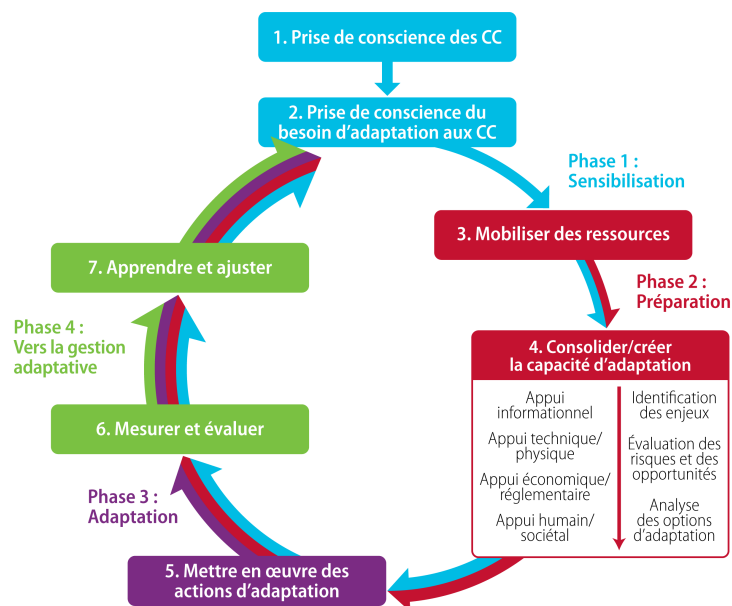 1. Prise de conscience des CC
2. Prise de conscience du
besoin d'adaptation aux CC
Phase 1 :
Sensibilisation
3. Mobiliser des ressources
Phase 2 :
Préparation
4. Consolider/créer
la capacité d'adaptation
Appui
informationnel
Appui technique/
physique
Appui économique/
réglementaire
Appui humain/
sociétal
Identification
des enjeux
Évaluation des
risques et des
opportunités
Analyse
des options
d'adaptation
5. Mettre en œuvre des
actions d'adaptation
Phase 3 :
Adaptation
6. Mesurer et évaluer
Phase 4 :
Vers la gestion
adaptative
7. Apprendre et ajuster